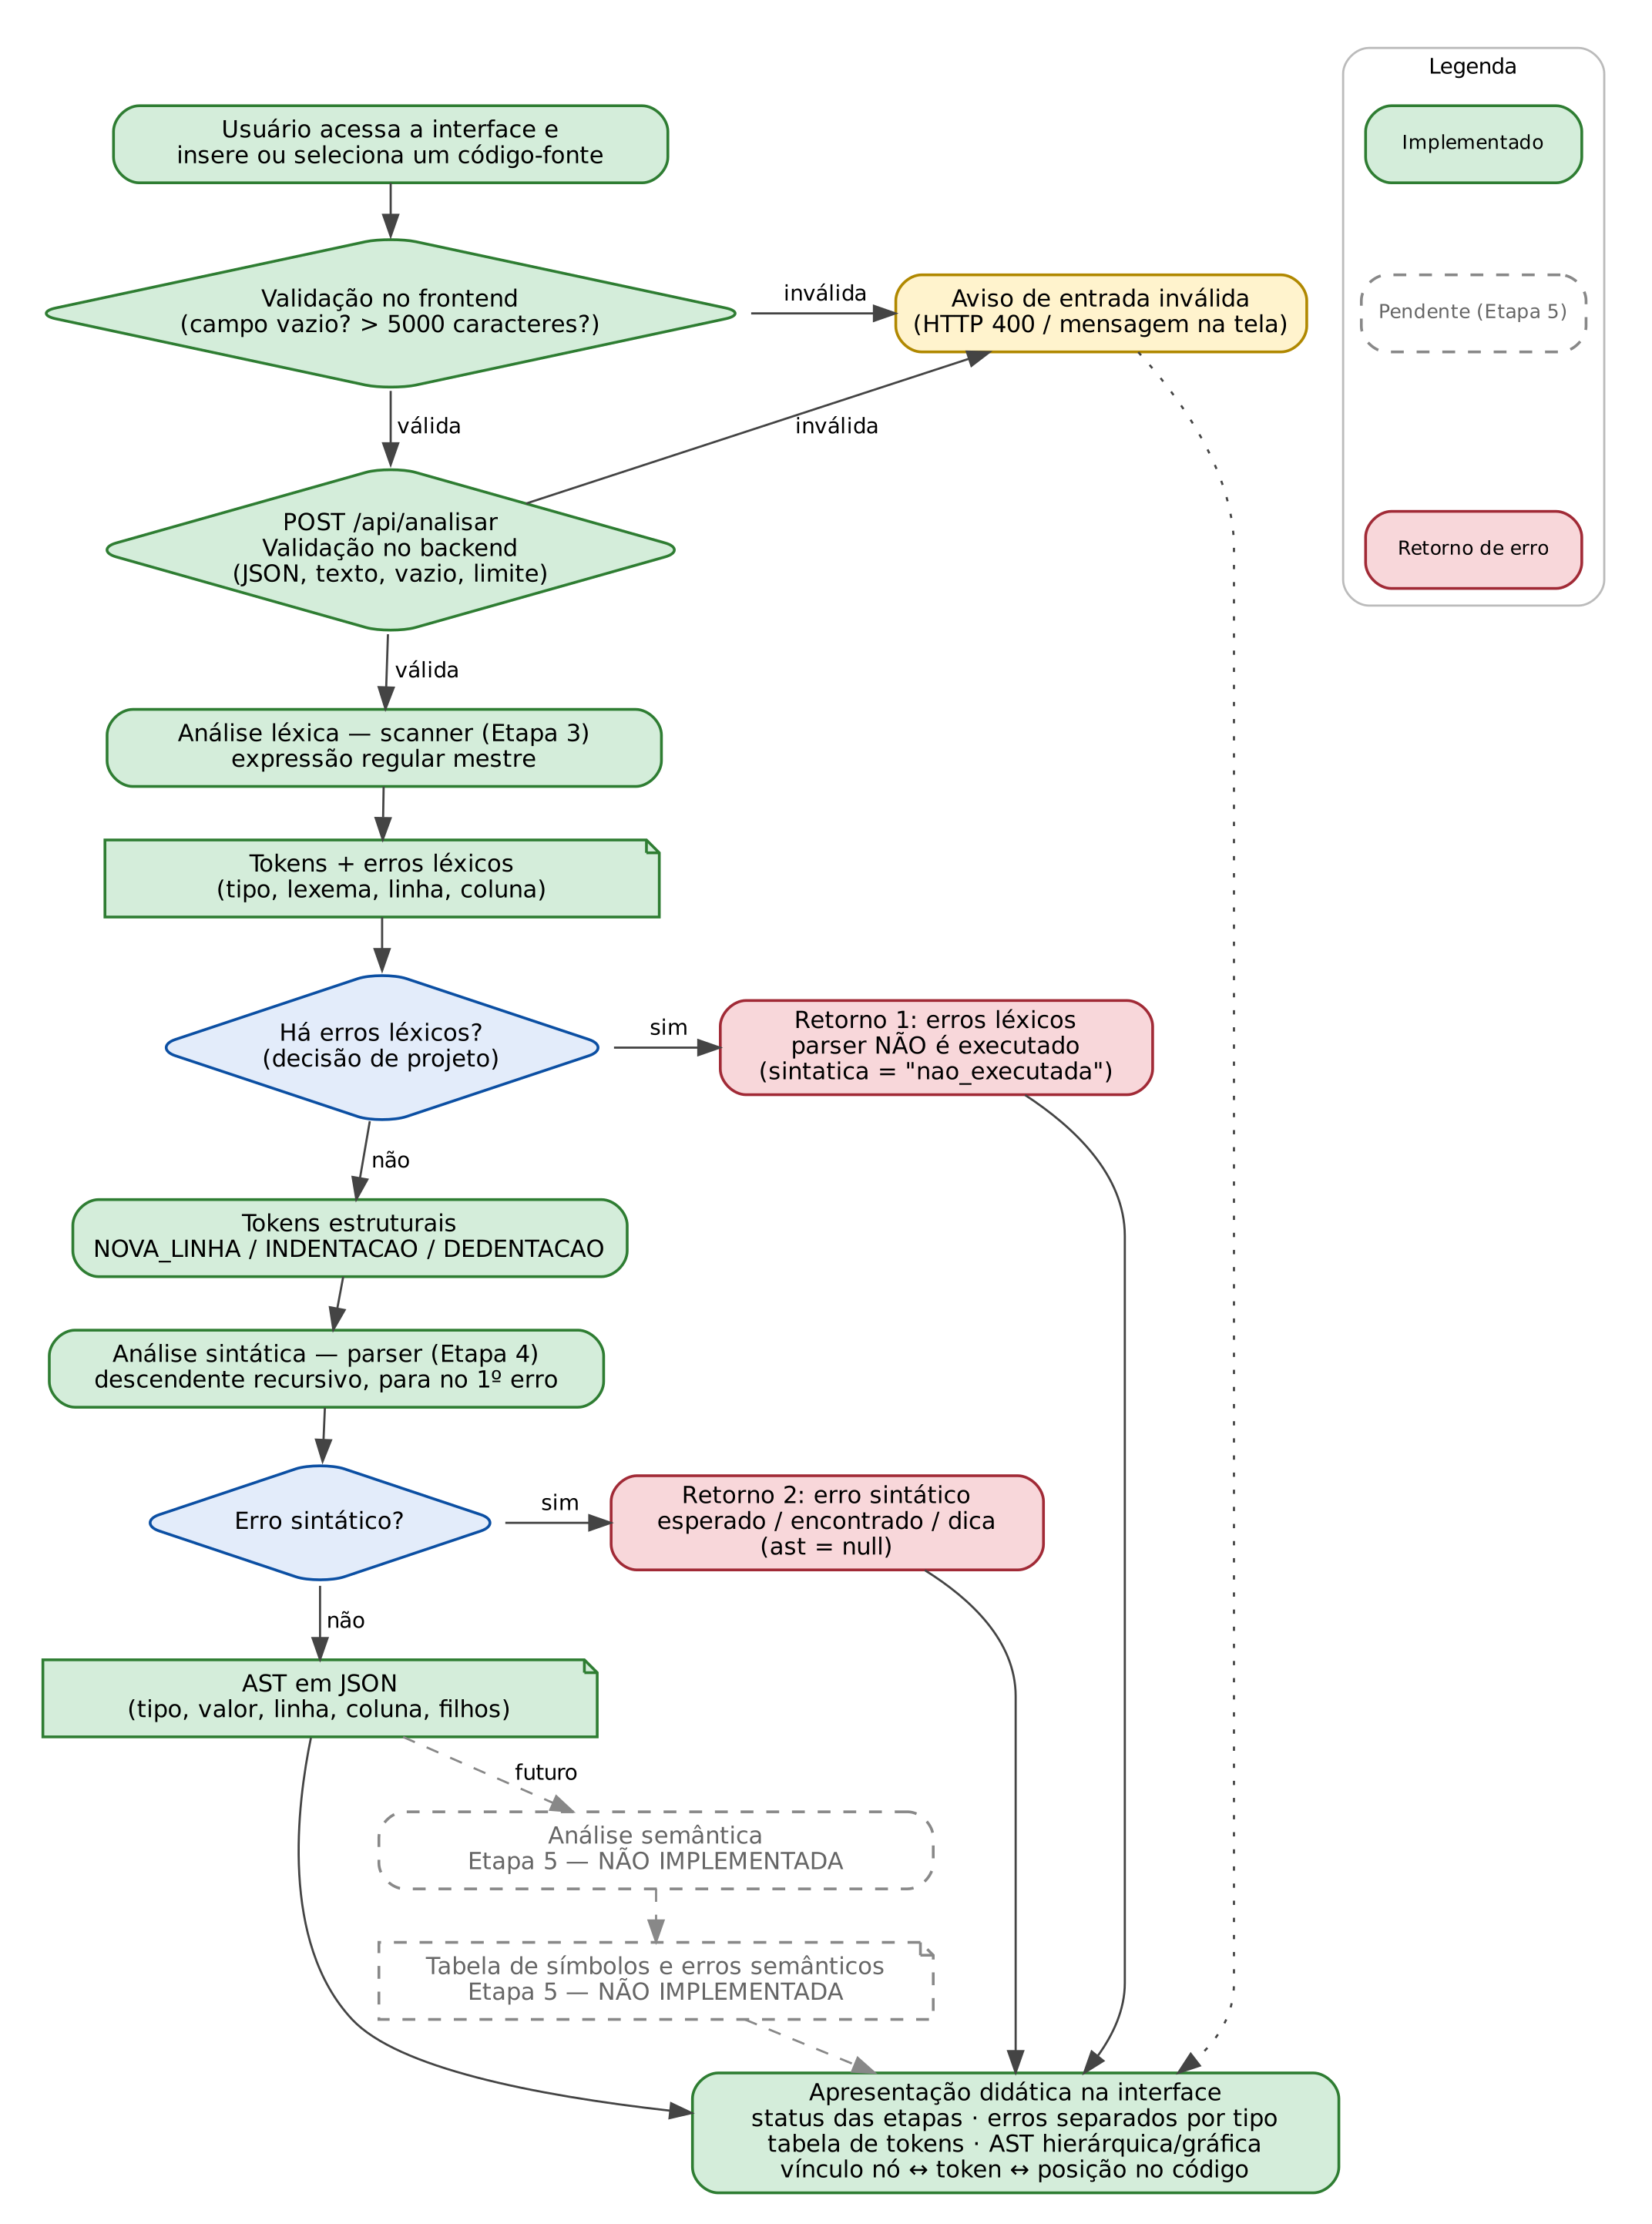 Legenda
Usuário acessa a interface e
insere ou seleciona um código-fonte
Implementado
Validação no frontend
(campo vazio? > 5000 caracteres?)
inválida
Aviso de entrada inválida
(HTTP 400 / mensagem na tela)
Pendente (Etapa 5)
válida
inválida
POST /api/analisar
Validação no backend
(JSON, texto, vazio, limite)
Retorno de erro
válida
Análise léxica — scanner (Etapa 3)
expressão regular mestre
Tokens + erros léxicos
(tipo, lexema, linha, coluna)
Há erros léxicos?
(decisão de projeto)
sim
Retorno 1: erros léxicos
parser NÃO é executado
(sintatica = "nao_executada")
não
Tokens estruturais
NOVA_LINHA / INDENTACAO / DEDENTACAO
Análise sintática — parser (Etapa 4)
descendente recursivo, para no 1º erro
Erro sintático?
sim
Retorno 2: erro sintático
esperado / encontrado / dica
(ast = null)
não
AST em JSON
(tipo, valor, linha, coluna, filhos)
futuro
Análise semântica
Etapa 5 — NÃO IMPLEMENTADA
Tabela de símbolos e erros semânticos
Etapa 5 — NÃO IMPLEMENTADA
Apresentação didática na interface
status das etapas · erros separados por tipo
tabela de tokens · AST hierárquica/gráfica
vínculo nó ↔ token ↔ posição no código